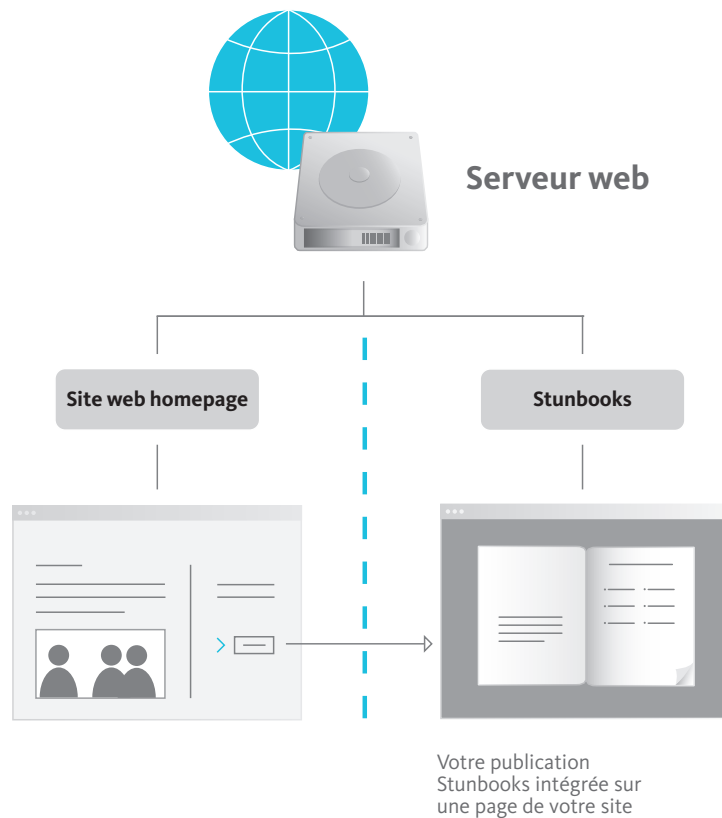 Serveur web
Site web homepage
Stunbooks
Votre publication
Stunbooks intégrée sur
une page de votre site